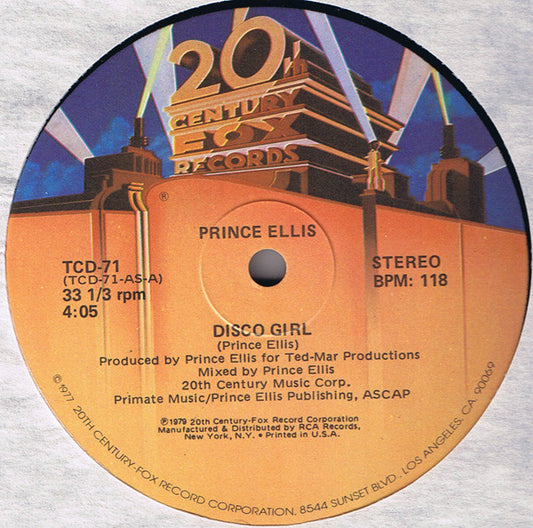 20th
CENTURY
FOX
RECORDS
®
PRINCE ELLIS
TCD-71
(TCD-71-AS-A)
33 1/3 rpm
4:05
STEREO
BPM: 118
DISCO GIRL
(Prince Ellis)
Produced by Prince Ellis for Ted-Mar Productions
Mixed by Prince Ellis
20th Century Music Corp.
Primate Music/Prince Ellis Publishing, ASCAP
℗1979 20th Century-Fox Record Corporation
Manufactured & Distributed by RCA Records,
New York, N.Y. • Printed in U.S.A.
©1977 20TH CENTURY-FOX RECORD CORPORATION, 8544 SUNSET BLVD., LOS ANGELES, CA. 90069